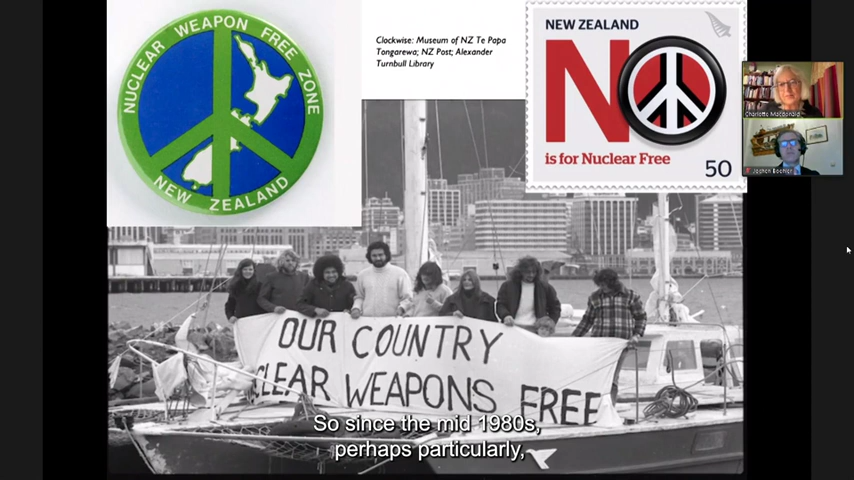 NUCLEAR WEAPON FREE ZONE
NEW ZEALAND
Clockwise: Museum of NZ Te Papa
Tongarewa; NZ Post; Alexander
Turnbull Library
NEW ZEALAND
NO
is for Nuclear Free
50
Charlotte Macdonald
Jochen Boehler
OUR COUNTRY
CLEAR WEAPONS FREE
So since the mid 1980s,
perhaps particularly,